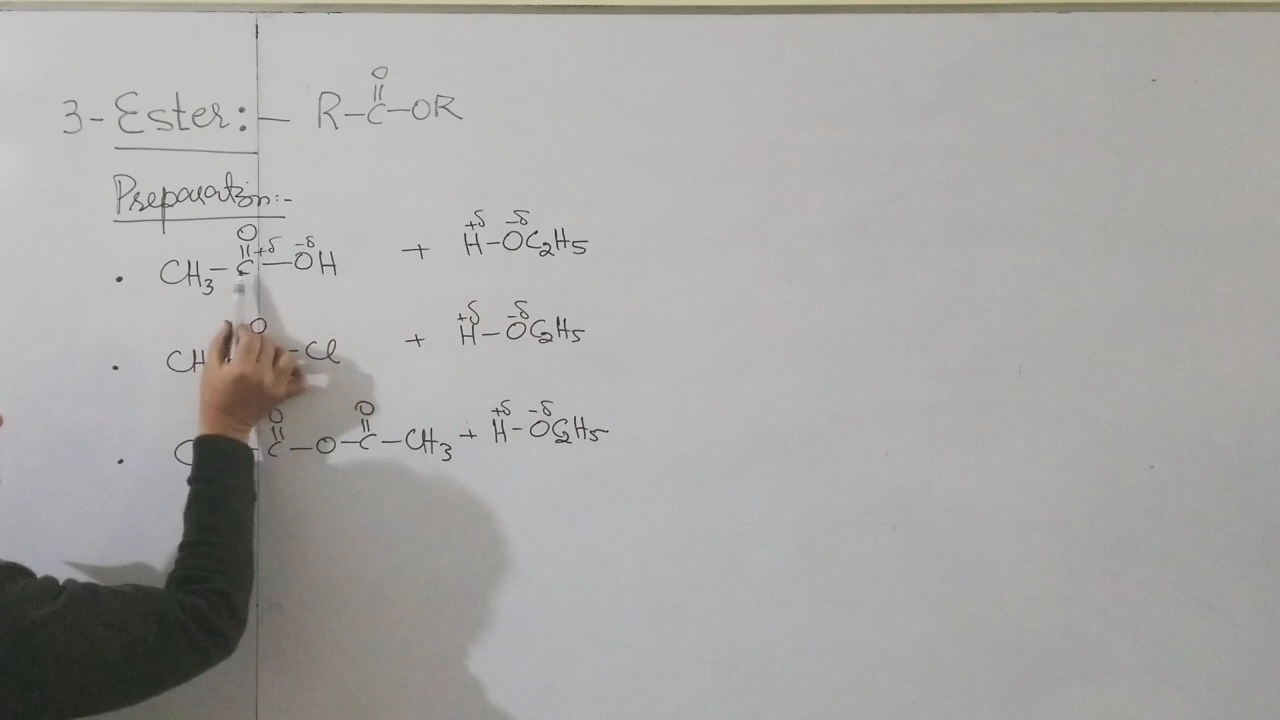 3- Ester:- R-C-OR
O
||
Preparation:-
O
||
. CH3-C-OH + H-OC2H5
+δ -δ +δ -δ
O
. CH -Cl + H-OC2H5
+δ -δ
O O
|| ||
. C -C-O-C-CH3 + H-OC2H5
+δ -δ